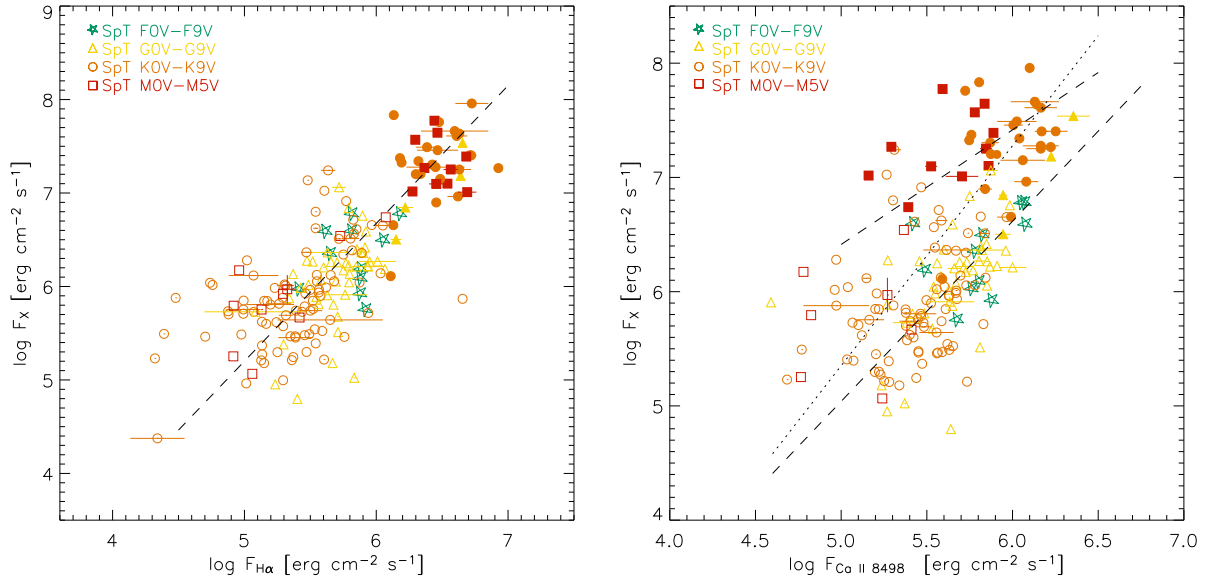 9
8
7
6
5
4
4
5
6
7
log F_X [erg cm⁻² s⁻¹]
log F_Hα [erg cm⁻² s⁻¹]
SpT F0V−F9V
SpT G0V−G9V
SpT K0V−K9V
SpT M0V−M5V
8
7
6
5
4
4.0
4.5
5.0
5.5
6.0
6.5
7.0
log F_X [erg cm⁻² s⁻¹]
log F_Ca II 8498 [erg cm⁻² s⁻¹]
SpT F0V−F9V
SpT G0V−G9V
SpT K0V−K9V
SpT M0V−M5V